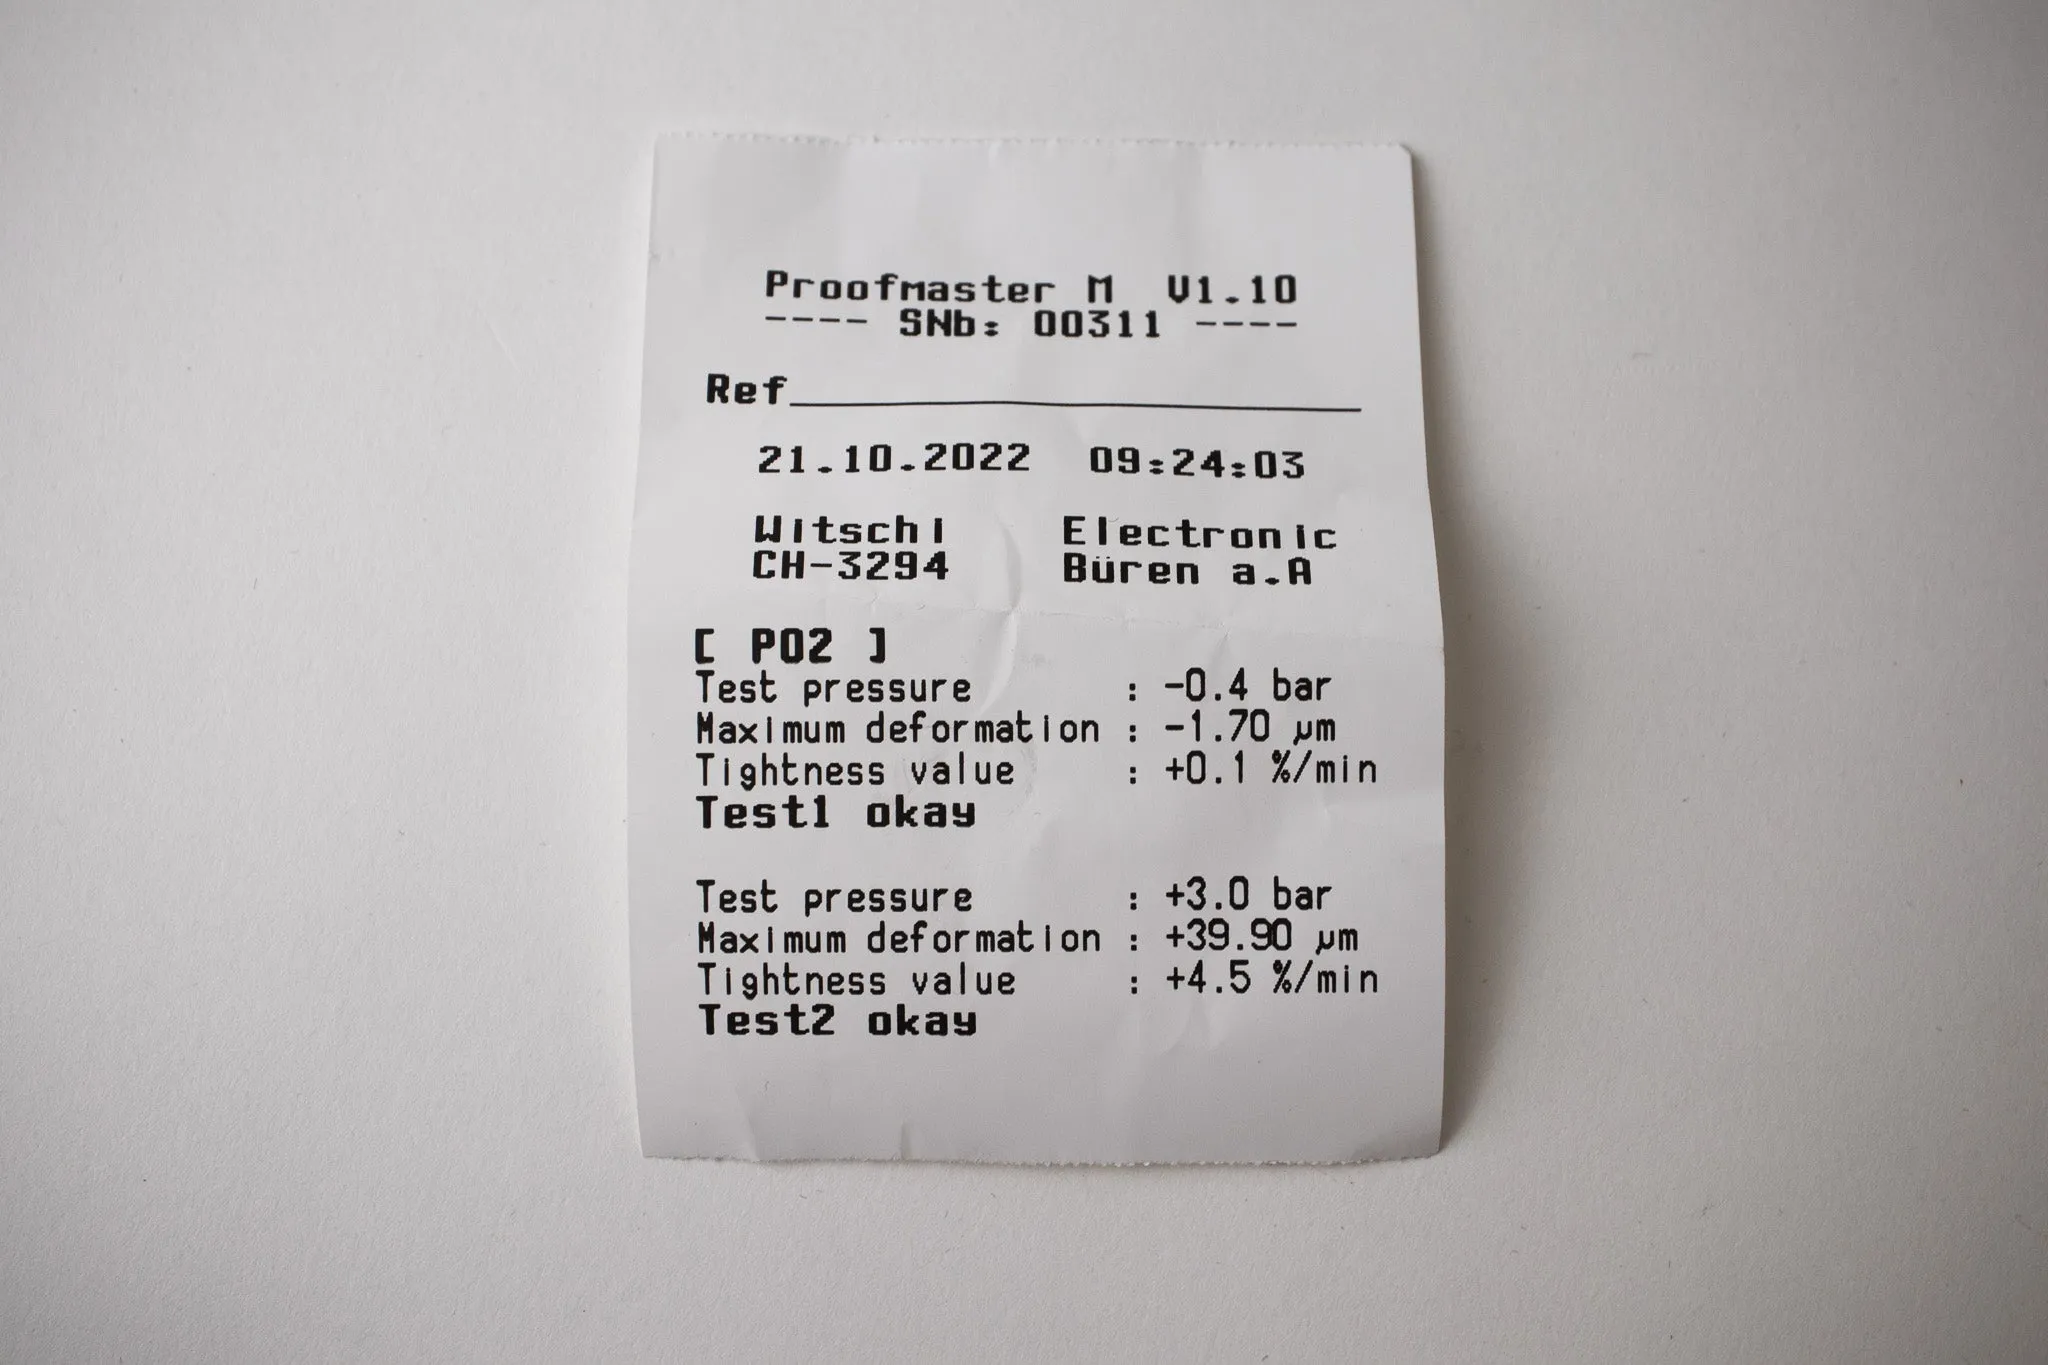 Proofmaster M V1.10
---- SNb: 00311 ----
Ref
21.10.2022 09:24:03
Witschi Electronic
CH-3294 Büren a.A
[ P02 ]
Test pressure : -0.4 bar
Maximum deformation : -1.70 µm
Tightness value : +0.1 %/min
Test1 okay
Test pressure : +3.0 bar
Maximum deformation : +39.90 µm
Tightness value : +4.5 %/min
Test2 okay